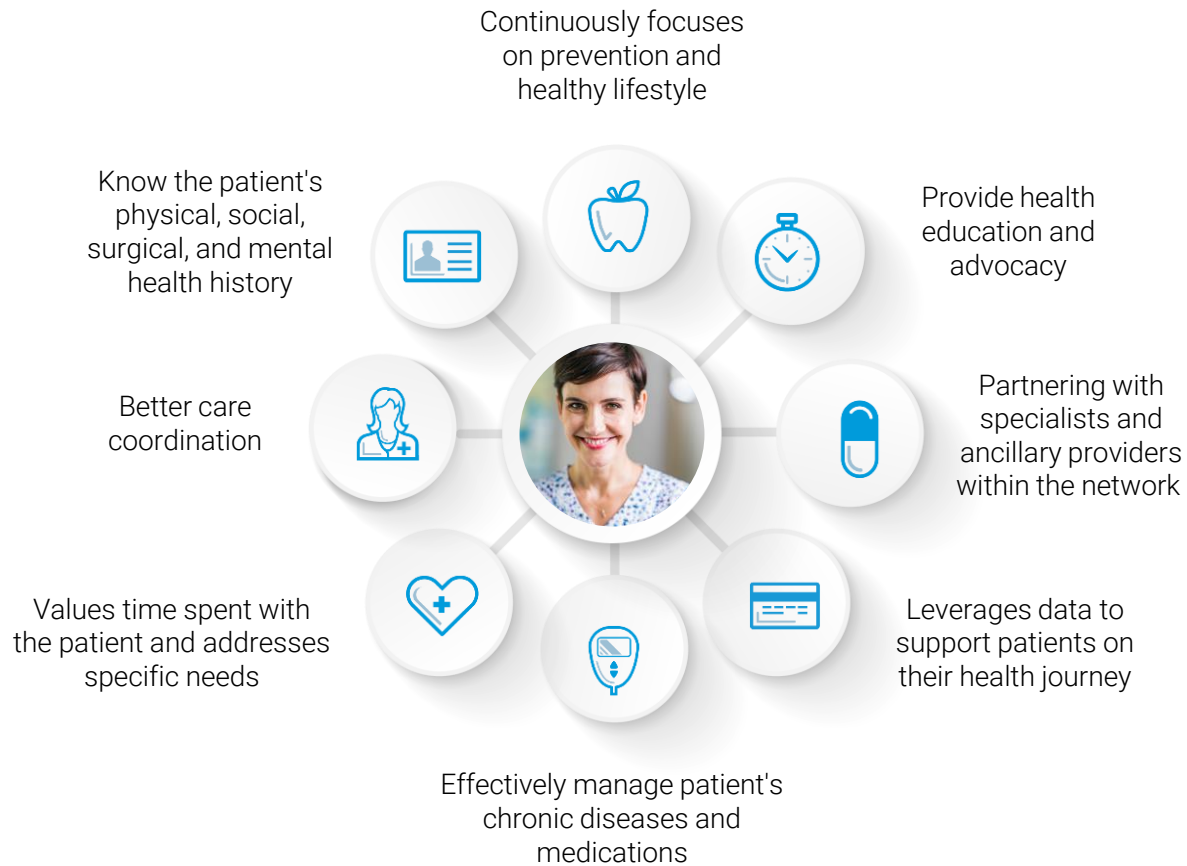 Continuously focuses
on prevention and
healthy lifestyle
Know the patient's
physical, social,
surgical, and mental
health history
Provide health
education and
advocacy
Better care
coordination
Partnering with
specialists and
ancillary providers
within the network
Values time spent with
the patient and addresses
specific needs
Leverages data to
support patients on
their health journey
Effectively manage patient's
chronic diseases and
medications